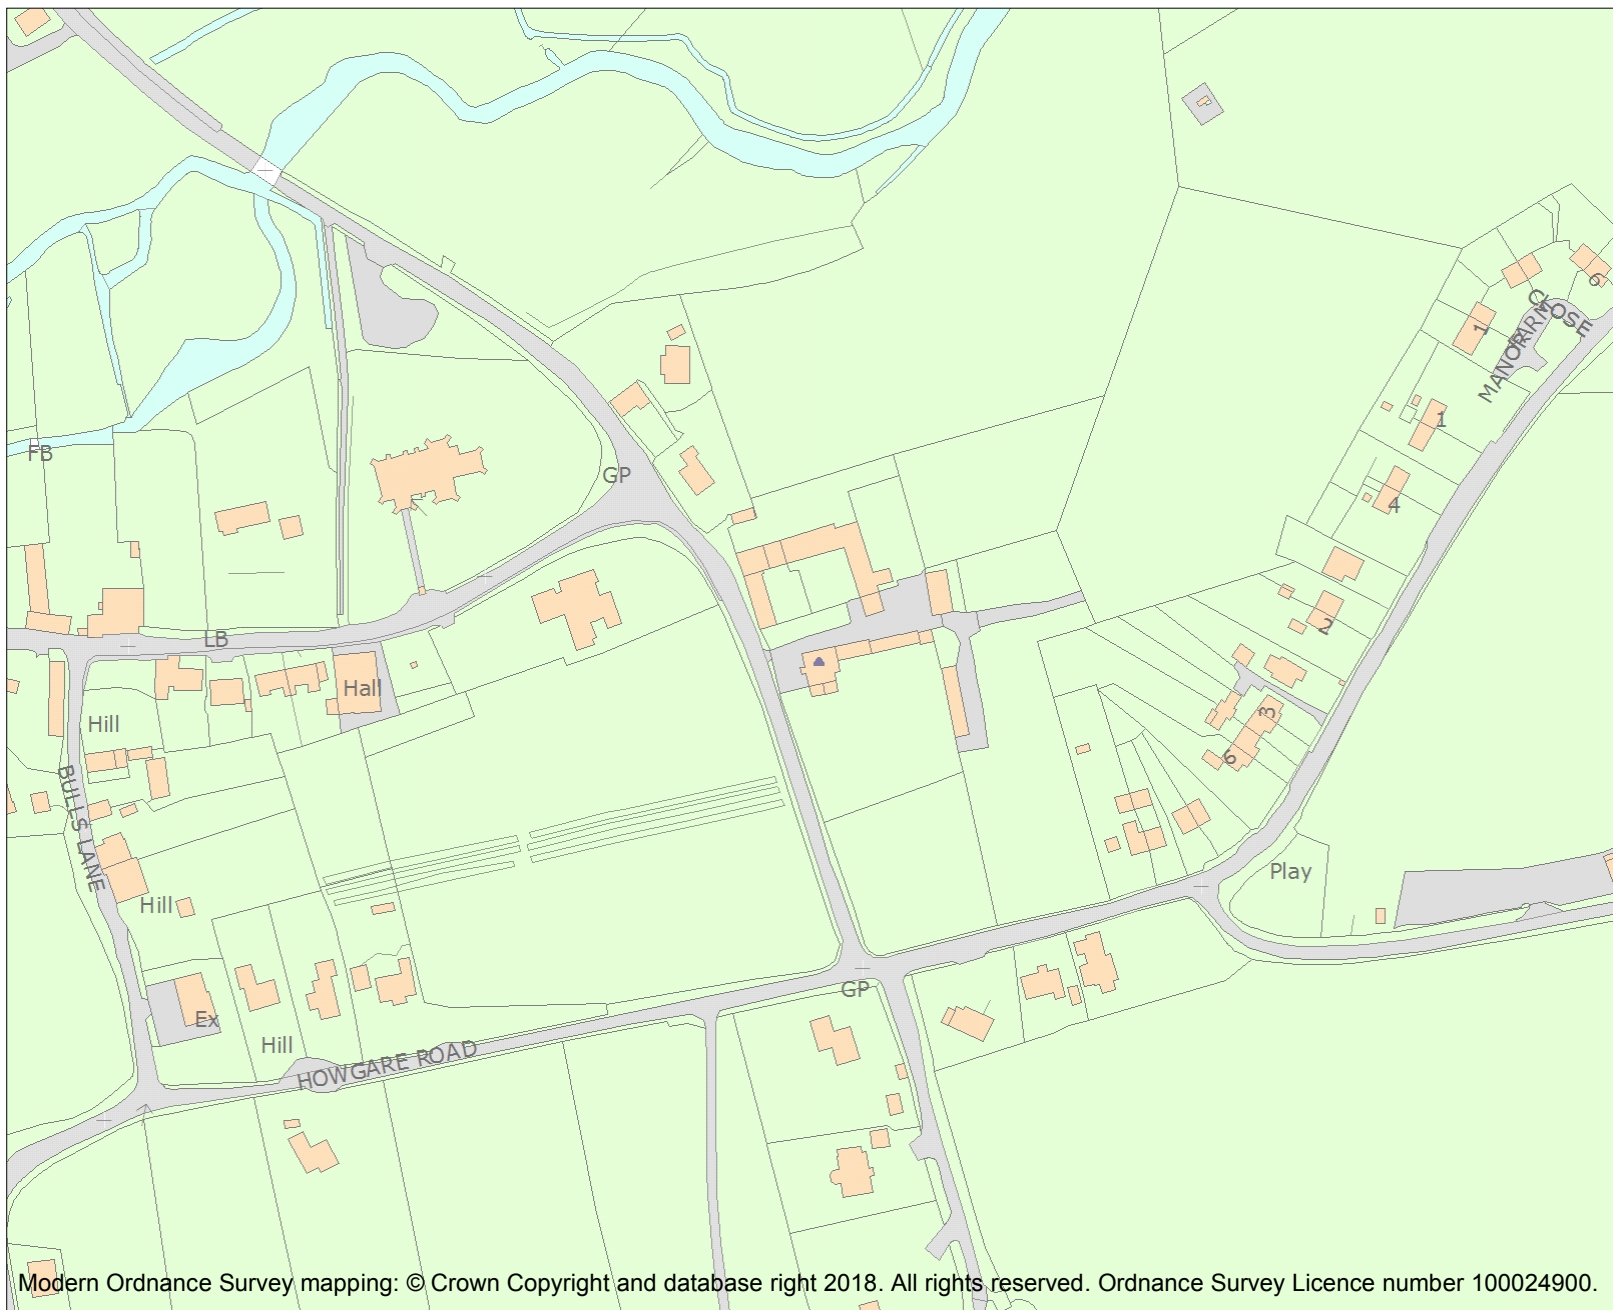 CLOSE
6
1
MANOR FARM
1
FB
GP
4
2
LB
Hall
Hill
3
6
BULLS LANE
Play
Hill
GP
Ex
Hill
HOWGARE ROAD
Modern Ordnance Survey mapping: © Crown Copyright and database right 2018. All rights reserved. Ordnance Survey Licence number 100024900.